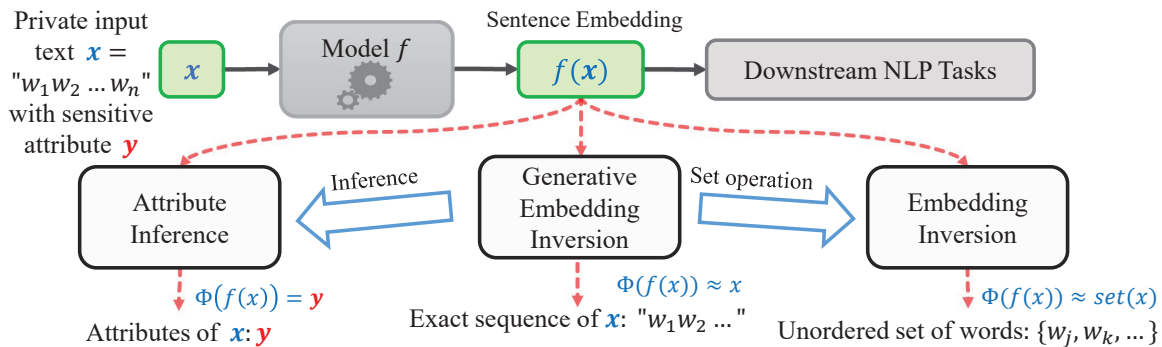 Private input
text x =
"w₁w₂ … wₙ"
with sensitive
attribute y
x
Model f
Sentence Embedding
f(x)
Downstream NLP Tasks
Attribute
Inference
Inference
Generative
Embedding
Inversion
Set operation
Embedding
Inversion
Φ(f(x)) = y
Attributes of x: y
Φ(f(x)) ≈ x
Exact sequence of x: "w₁w₂ … "
Φ(f(x)) ≈ set(x)
Unordered set of words: {wⱼ, wₖ, … }